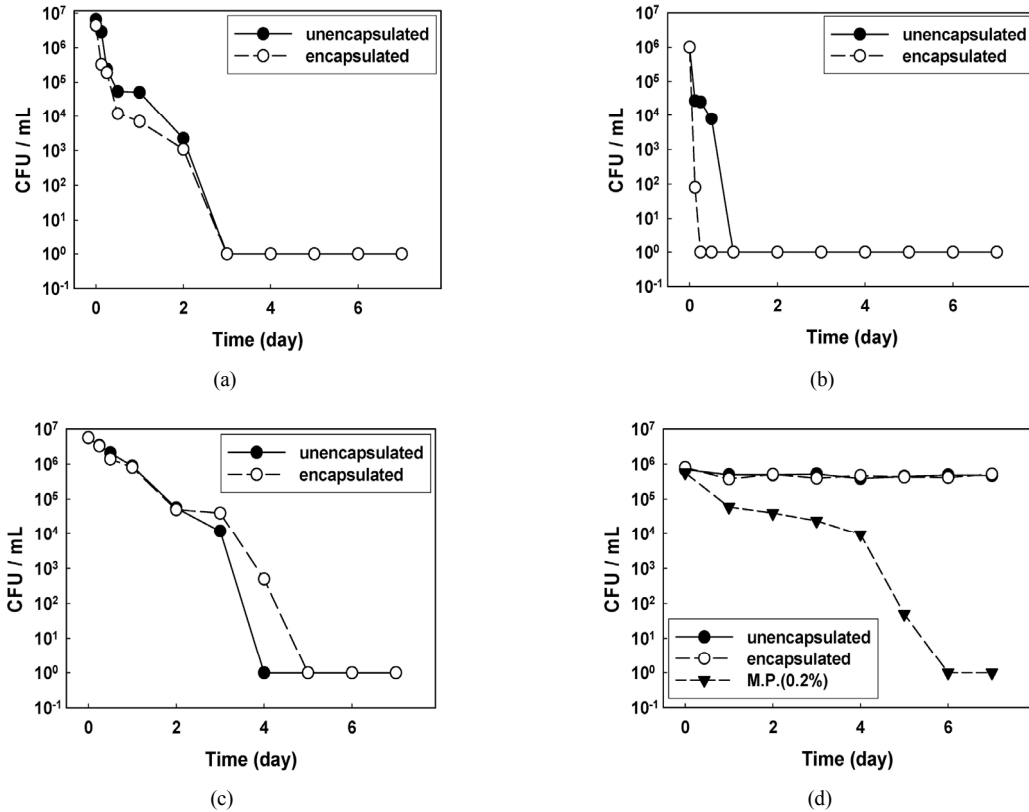 10⁷
10⁶
10⁵
10⁴
10³
10²
10¹
10⁰
10⁻¹
CFU / mL
unencapsulated
encapsulated
0 2 4 6
Time (day)
(a)
10⁷
10⁶
10⁵
10⁴
10³
10²
10¹
10⁰
10⁻¹
CFU / mL
unencapsulated
encapsulated
0 2 4 6
Time (day)
(b)
10⁷
10⁶
10⁵
10⁴
10³
10²
10¹
10⁰
10⁻¹
CFU / mL
unencapsulated
encapsulated
0 2 4 6
Time (day)
(c)
10⁷
10⁶
10⁵
10⁴
10³
10²
10¹
10⁰
10⁻¹
CFU / mL
unencapsulated
encapsulated
M.P.(0.2%)
0 2 4 6
Time (day)
(d)